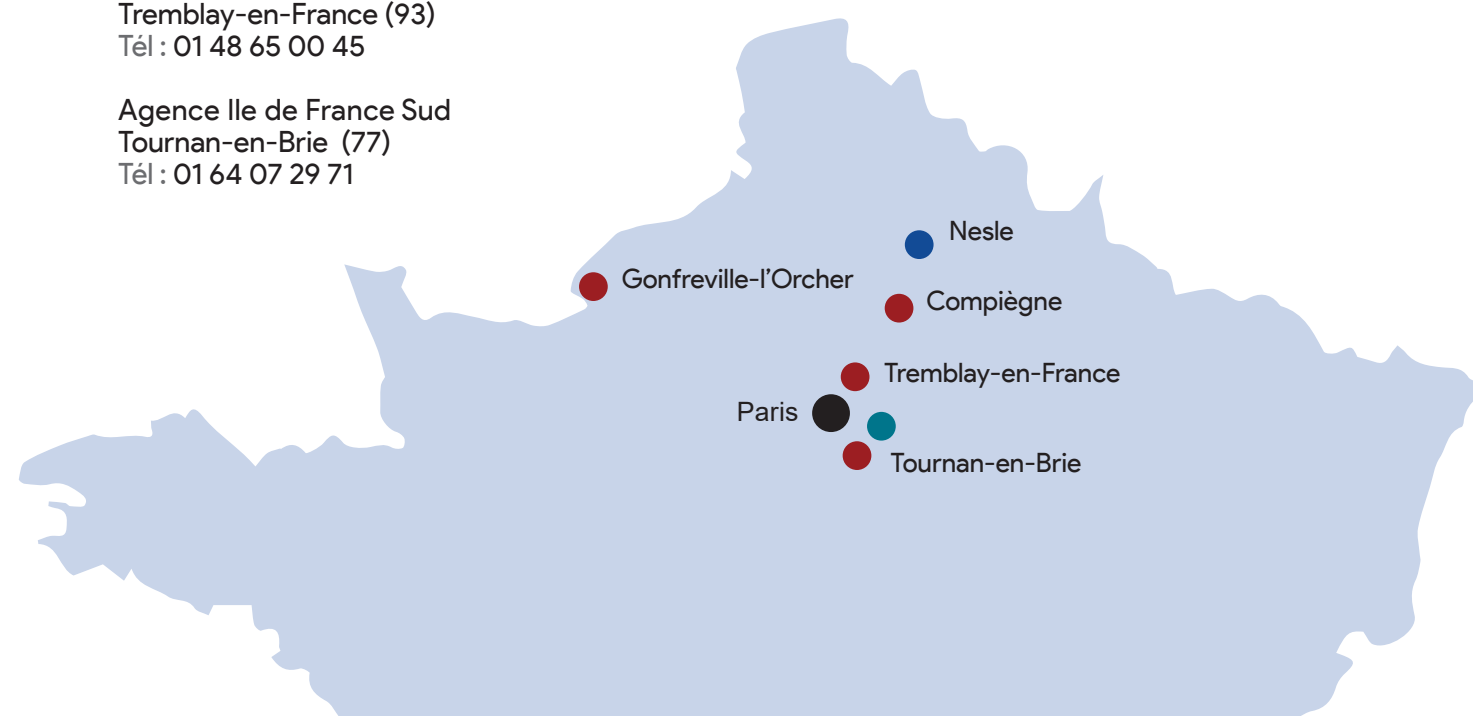 Tremblay-en-France (93)
Tél : 01 48 65 00 45
Agence Ile de France Sud
Tournan-en-Brie (77)
Tél : 01 64 07 29 71
Nesle
Gonfreville-l’Orcher
Compiègne
Tremblay-en-France
Paris
Tournan-en-Brie